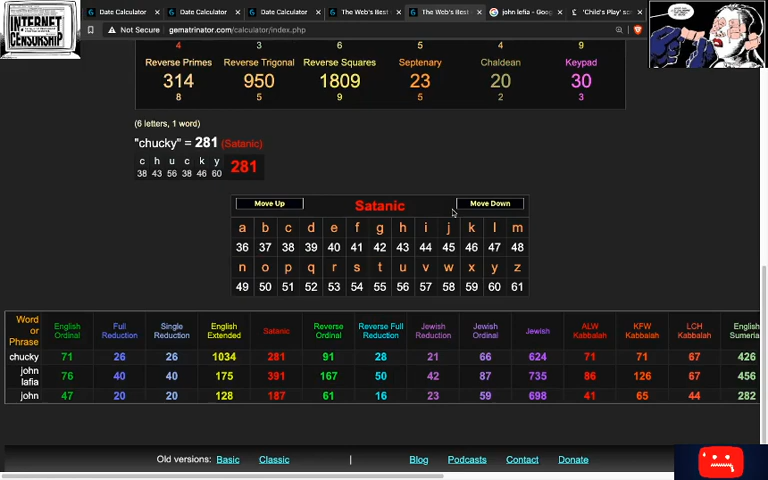 INTERNET
CENSORSHIP
Date Calculator
Date Calculator
Date Calculator
The Web's Best
The Web's Best
john lafia - Goo
'Child's Play' sc
Not Secure gematrinator.com/calculator/index.php
4 3 6 5 4 9
Reverse Primes Reverse Trigonal Reverse Squares Septenary Chaldean Keypad
314 950 1809 23 20 30
8 5 9 5 2 3
(6 letters, 1 word)
"chucky" = 281 (Satanic)
c h u c k y 281
38 43 56 38 46 60
Move Up Satanic Move Down
a b c d e f g h i j k l m
36 37 38 39 40 41 42 43 44 45 46 47 48
n o p q r s t u v w x y z
49 50 51 52 53 54 55 56 57 58 59 60 61
Word or Phrase English Ordinal Full Reduction Single Reduction English Extended Satanic Reverse Ordinal Reverse Full Reduction Jewish Reduction Jewish Ordinal Jewish ALW Kabbalah KFW Kabbalah LCH Kabbalah English Sumeria
chucky 71 26 26 1034 281 91 28 21 66 624 71 71 67 426
john lafia 76 40 40 175 391 167 50 42 87 735 86 126 67 456
john 47 20 20 128 187 61 16 23 59 698 41 65 44 282
Old versions: Basic Classic | Blog Podcasts Contact Donate